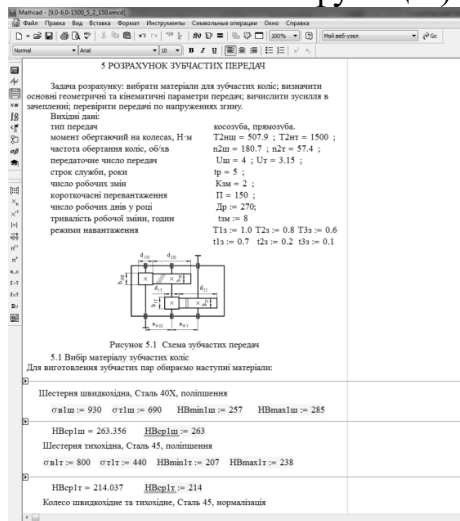 Mathcad - [9.0-4.0-1500_5_2_150.xmcd]
Файл Правка Вид Вставка Формат Инструменты Символьные операции Окно Справка
100%
Мой веб-узел
Go
Normal Arial 10 B I U
5 РОЗРАХУНОК ЗУБЧАСТИХ ПЕРЕДАЧ
Задача розрахунку: вибрати матеріали для зубчастих коліс; визначити
основні геометричні та кінематичні параметри передач; вичислити зусилля в
зачепленні; перевірити передачі по напруженнях згину.
Вихідні дані:
тип передач косозуба, прямозуба.
момент обертаючий на колесах, Н·м T2нш = 507.9 ; T2нт = 1500 ;
частота обертання коліс, об/хв n2ш = 180.7 ; n2т = 57.4 ;
передаточне число передач Uш = 4 ; Uт = 3.15 ;
строк служби, роки tр = 5 ;
число робочих змін Kзм = 2 ;
короткочасні перевантаження П = 150 ;
число робочих днів у році Др := 270;
тривалість робочої зміни, годин tзм := 8
режими навантаження T1з := 1.0 T2з := 0.8 T3з := 0.6
t1з := 0.7 t2з := 0.2 t3з := 0.1
Рисунок 5.1 Схема зубчастих передач
5.1 Вибір матеріалу зубчастих коліс
Для виготовлення зубчастих пар обираємо наступні матеріали:
Шестерня швидкохідна, Сталь 40Х, поліпшення
σв1ш := 930 σт1ш := 690 HBmin1ш := 257 HBmax1ш := 285
HBср1ш = 263.356 HBср1ш := 263
Шестерня тихохідна, Сталь 45, поліпшення
σв1т := 800 σт1т := 440 HBmin1т := 207 HBmax1т := 238
HBср1т = 214.037 HBср1т := 214
Колесо швидкохідне та тихохідне, Сталь 45, нормалізація